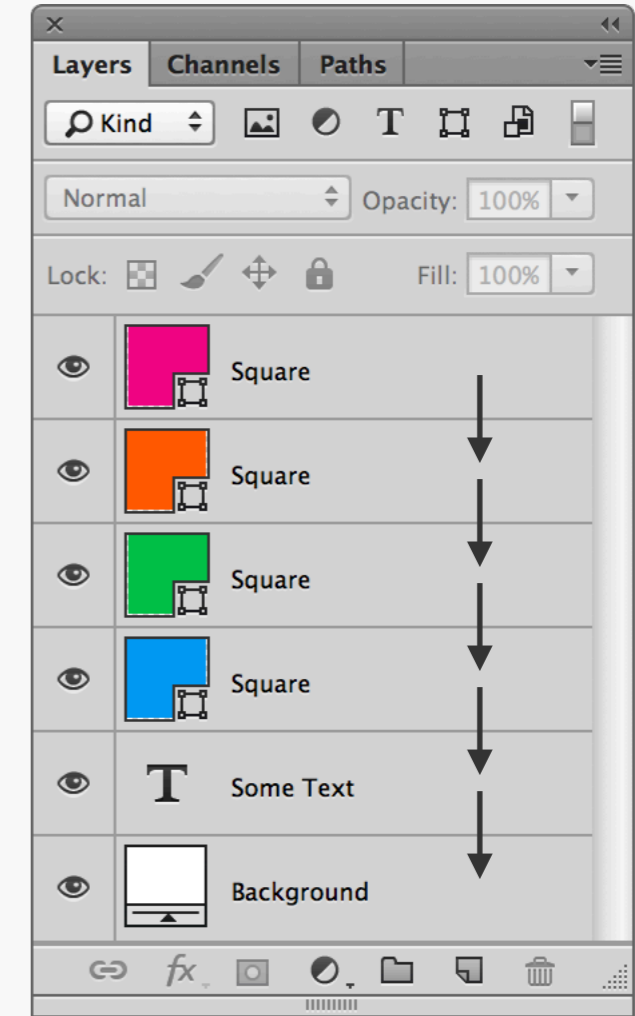 Layers Channels Paths
Kind T
Normal Opacity: 100%
Lock: Fill: 100%
Square
Square
Square
Square
T Some Text
Background
fx